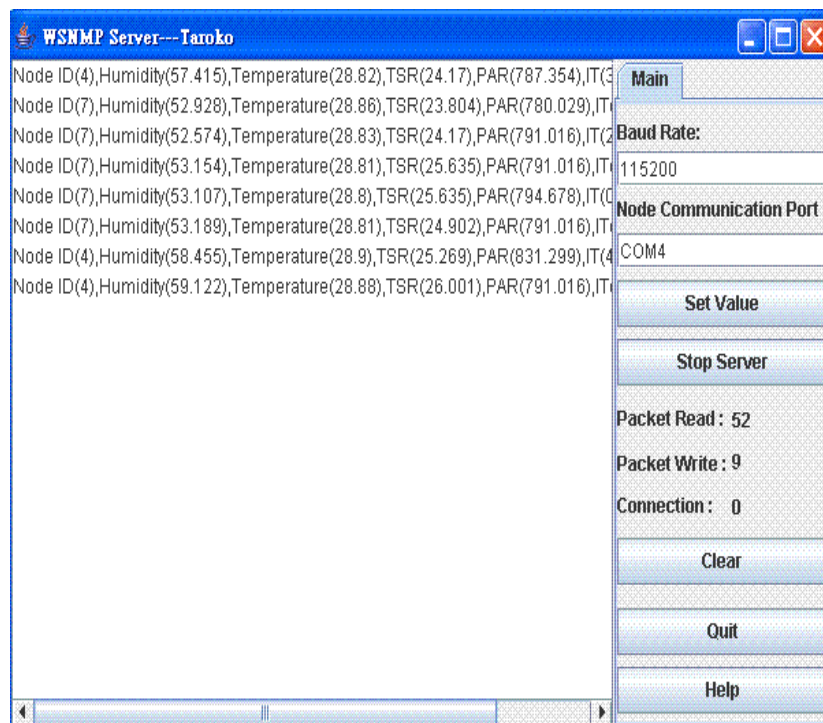 WSNMP Server---Taroko
Node ID(4),Humidity(57.415),Temperature(28.82),TSR(24.17),PAR(787.354),IT(3
Node ID(7),Humidity(52.928),Temperature(28.86),TSR(23.804),PAR(780.029),IT(
Node ID(7),Humidity(52.574),Temperature(28.83),TSR(24.17),PAR(791.016),IT(2
Node ID(7),Humidity(53.154),Temperature(28.81),TSR(25.635),PAR(791.016),IT(
Node ID(7),Humidity(53.107),Temperature(28.8),TSR(25.635),PAR(794.678),IT(0
Node ID(7),Humidity(53.189),Temperature(28.81),TSR(24.902),PAR(791.016),IT(
Node ID(4),Humidity(58.455),Temperature(28.9),TSR(25.269),PAR(831.299),IT(4
Node ID(4),Humidity(59.122),Temperature(28.88),TSR(26.001),PAR(791.016),IT(
Main
Baud Rate:
115200
Node Communication Port
COM4
Set Value
Stop Server
Packet Read : 52
Packet Write : 9
Connection : 0
Clear
Quit
Help